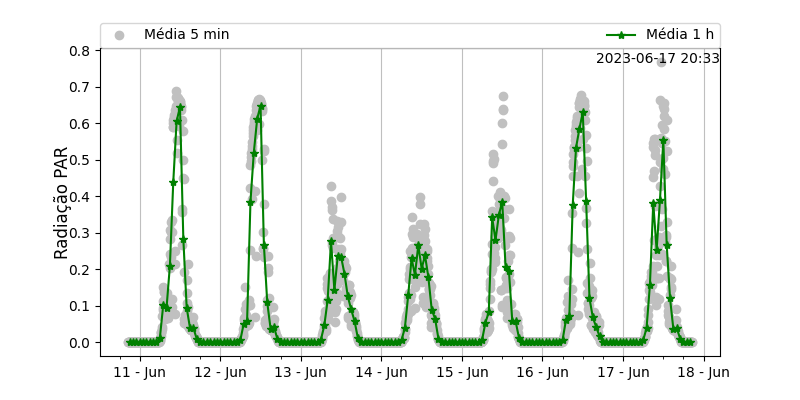 Média 5 min
Média 1 h
2023-06-17 20:33
Radiação PAR
0.8
0.7
0.6
0.5
0.4
0.3
0.2
0.1
0.0
11 - Jun
12 - Jun
13 - Jun
14 - Jun
15 - Jun
16 - Jun
17 - Jun
18 - Jun